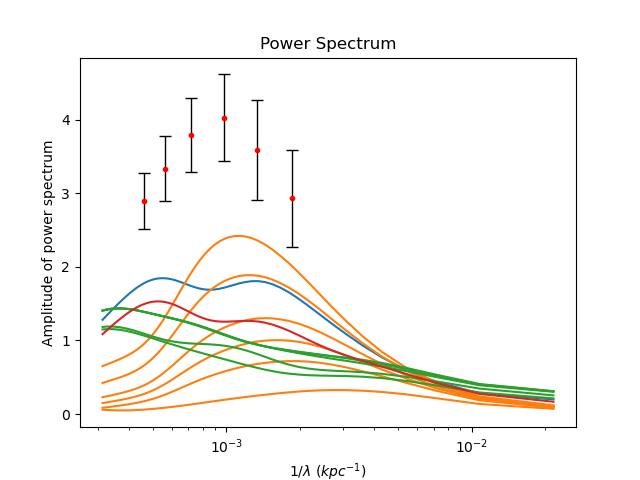 Power Spectrum
Amplitude of power spectrum
4
3
2
1
0
10⁻³
10⁻²
1/λ (kpc⁻¹)